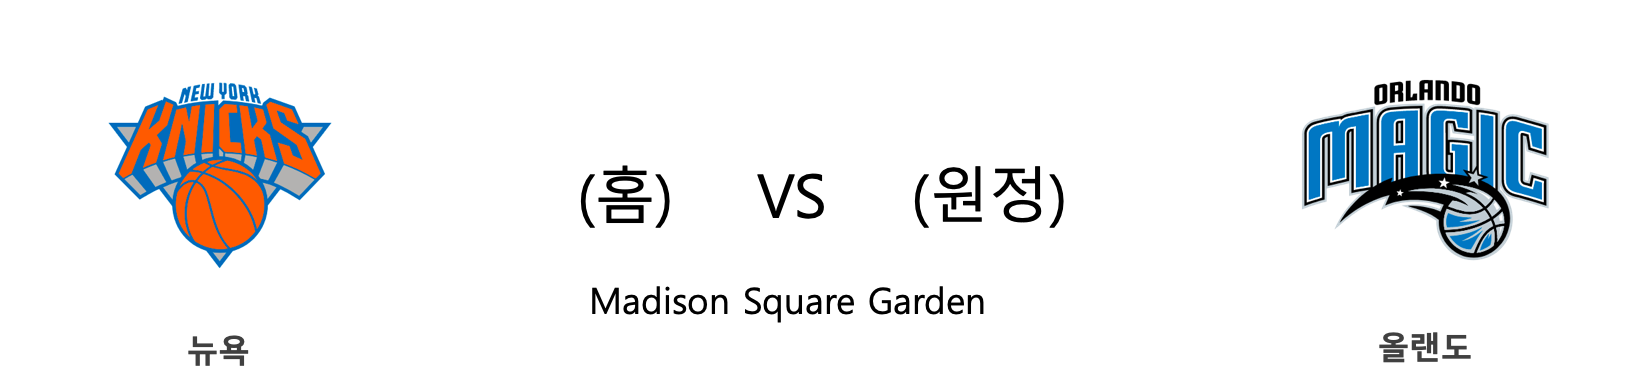 NEW YORK
KNICKS
ORLANDO
MAGIC
(홈) VS (원정)
Madison Square Garden
뉴욕
올랜도